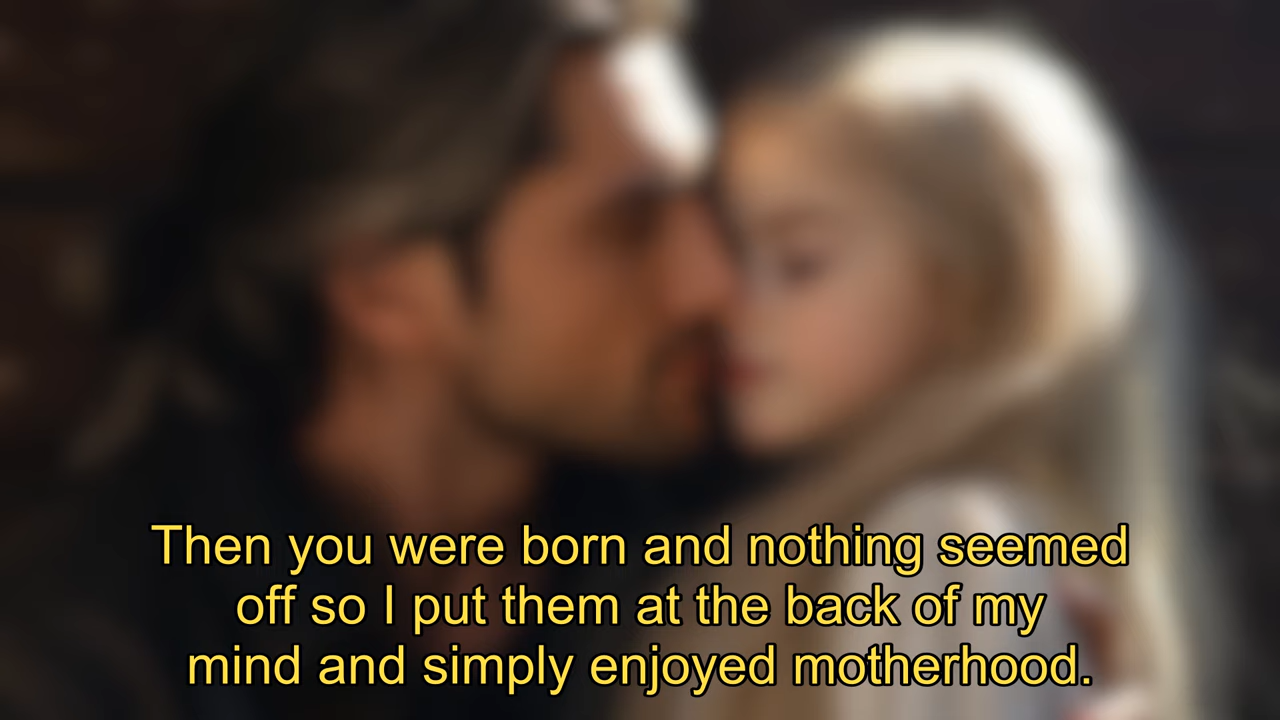 Then you were born and nothing seemed
off so I put them at the back of my
mind and simply enjoyed motherhood.